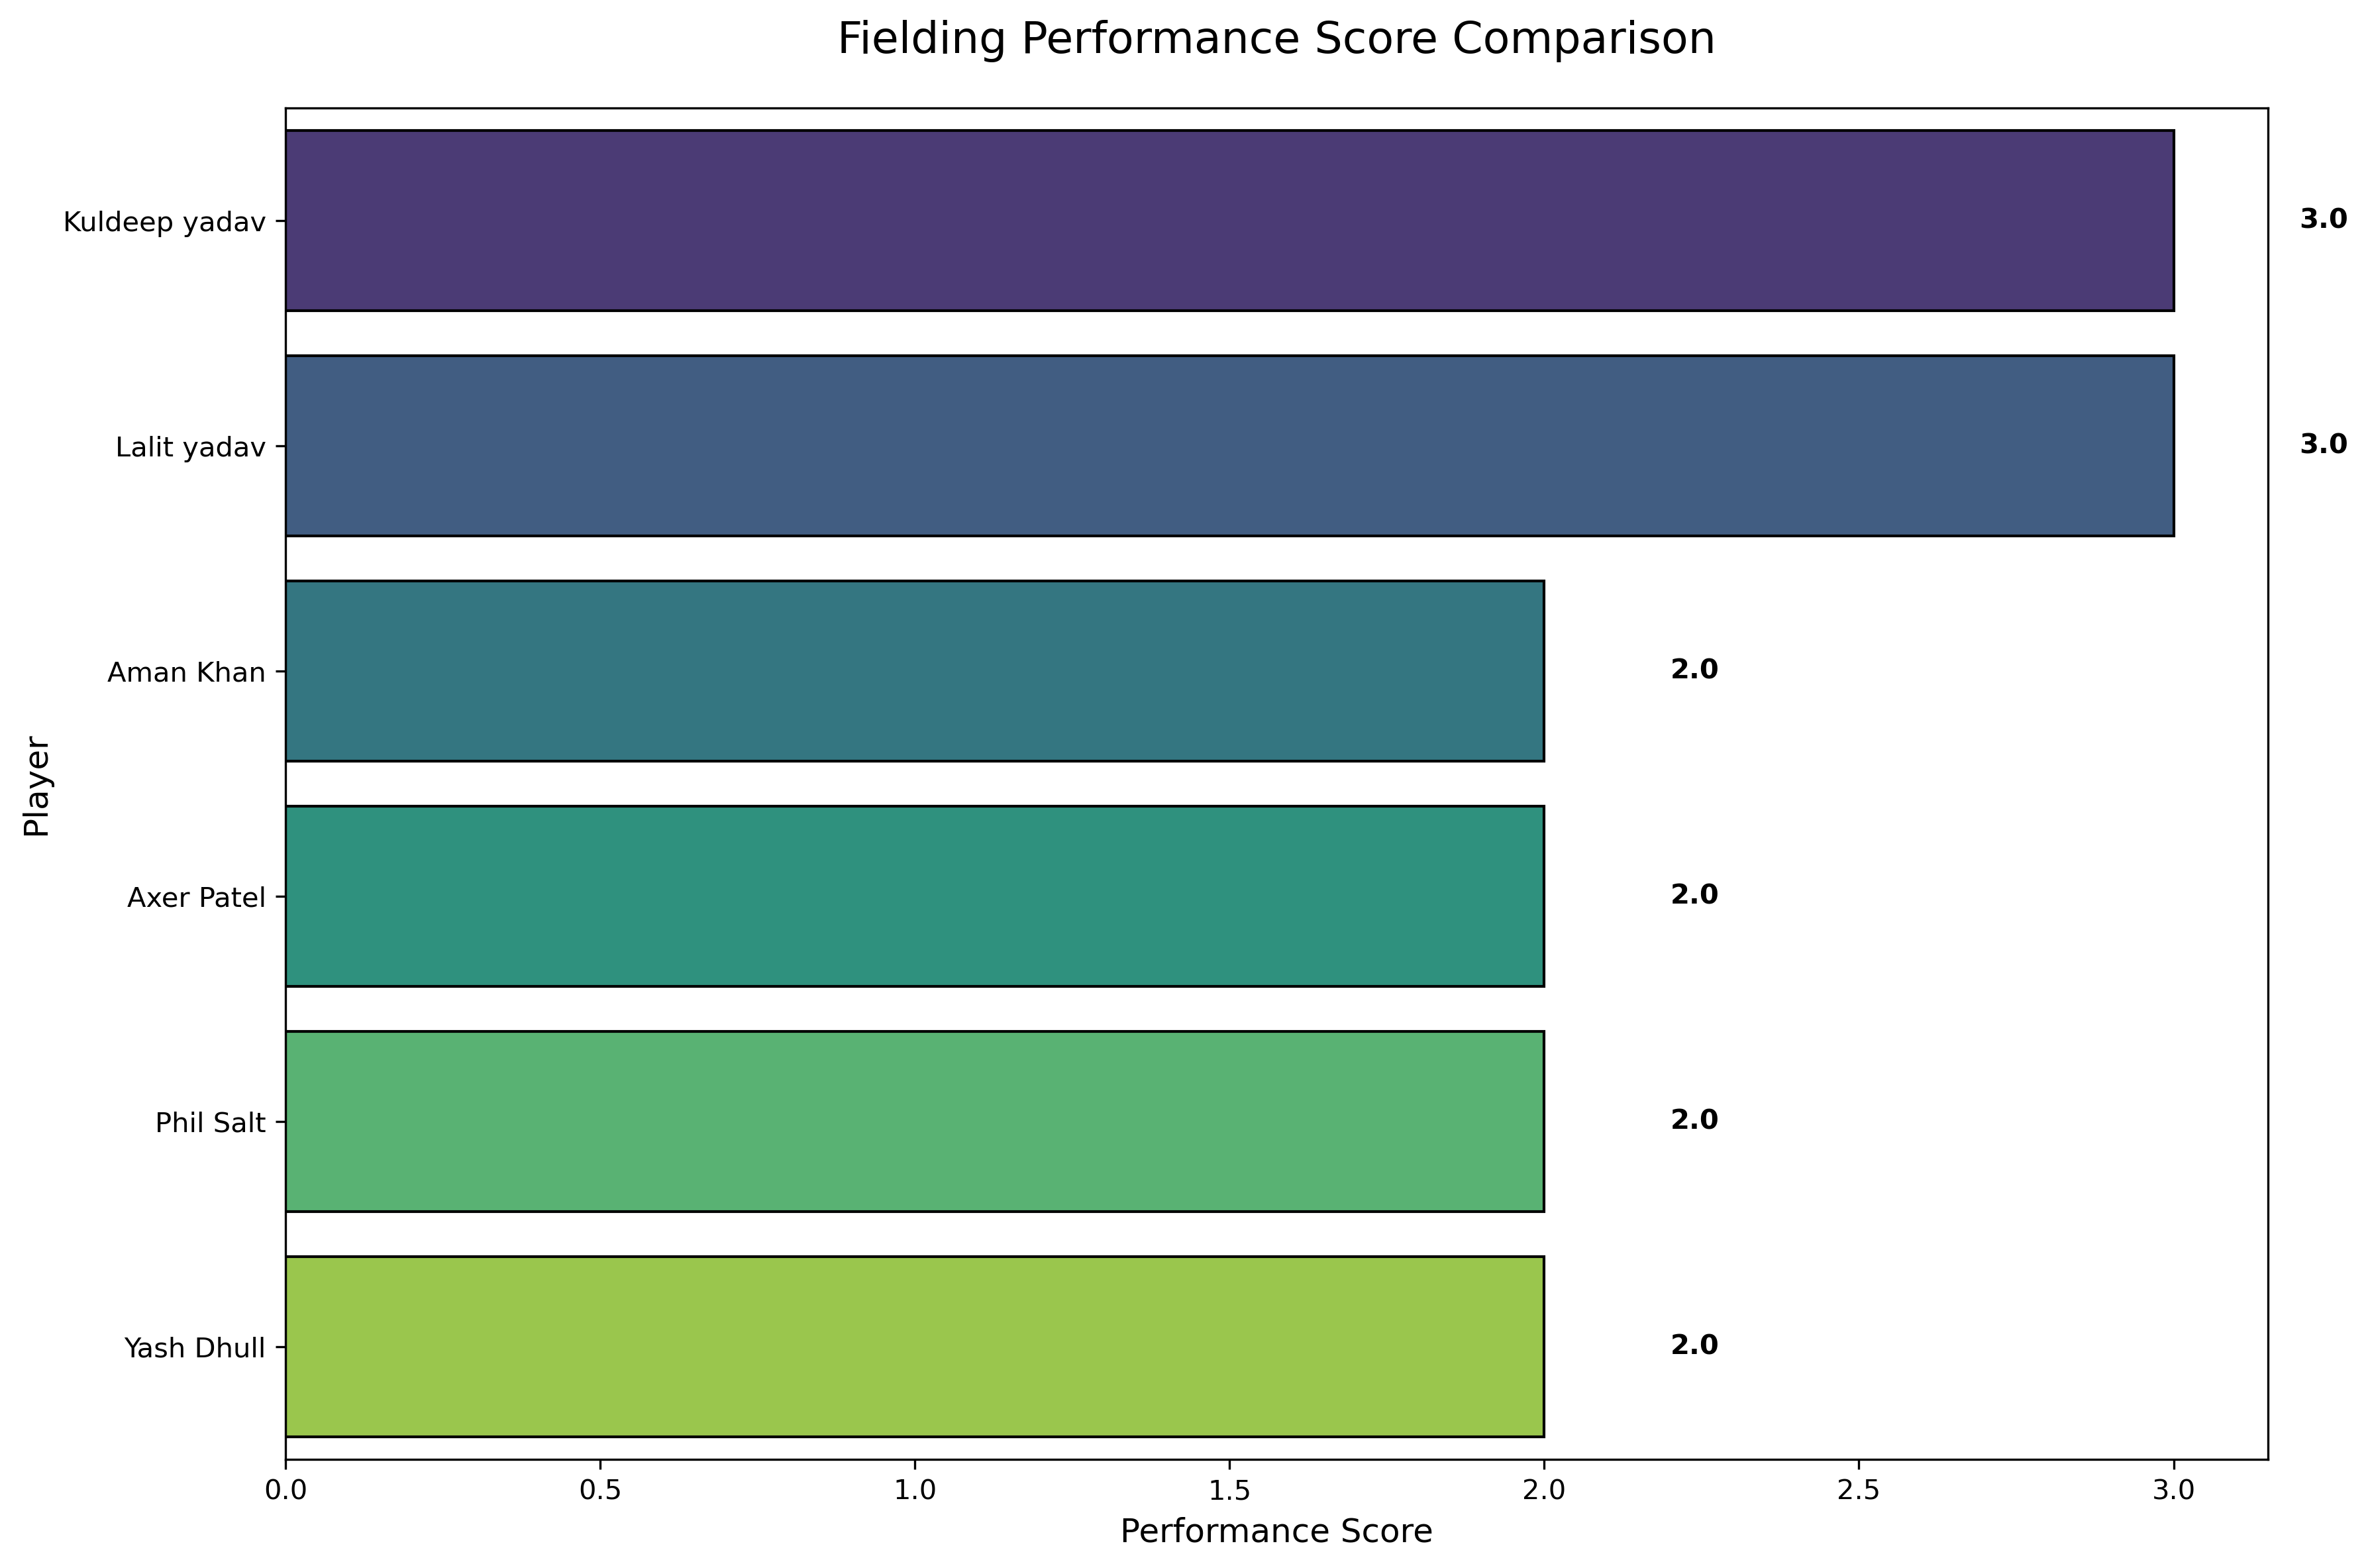 Fielding Performance Score Comparison
Kuldeep yadav 3.0
Lalit yadav 3.0
Aman Khan 2.0
Axer Patel 2.0
Phil Salt 2.0
Yash Dhull 2.0
Player
0.0 0.5 1.0 1.5 2.0 2.5 3.0
Performance Score